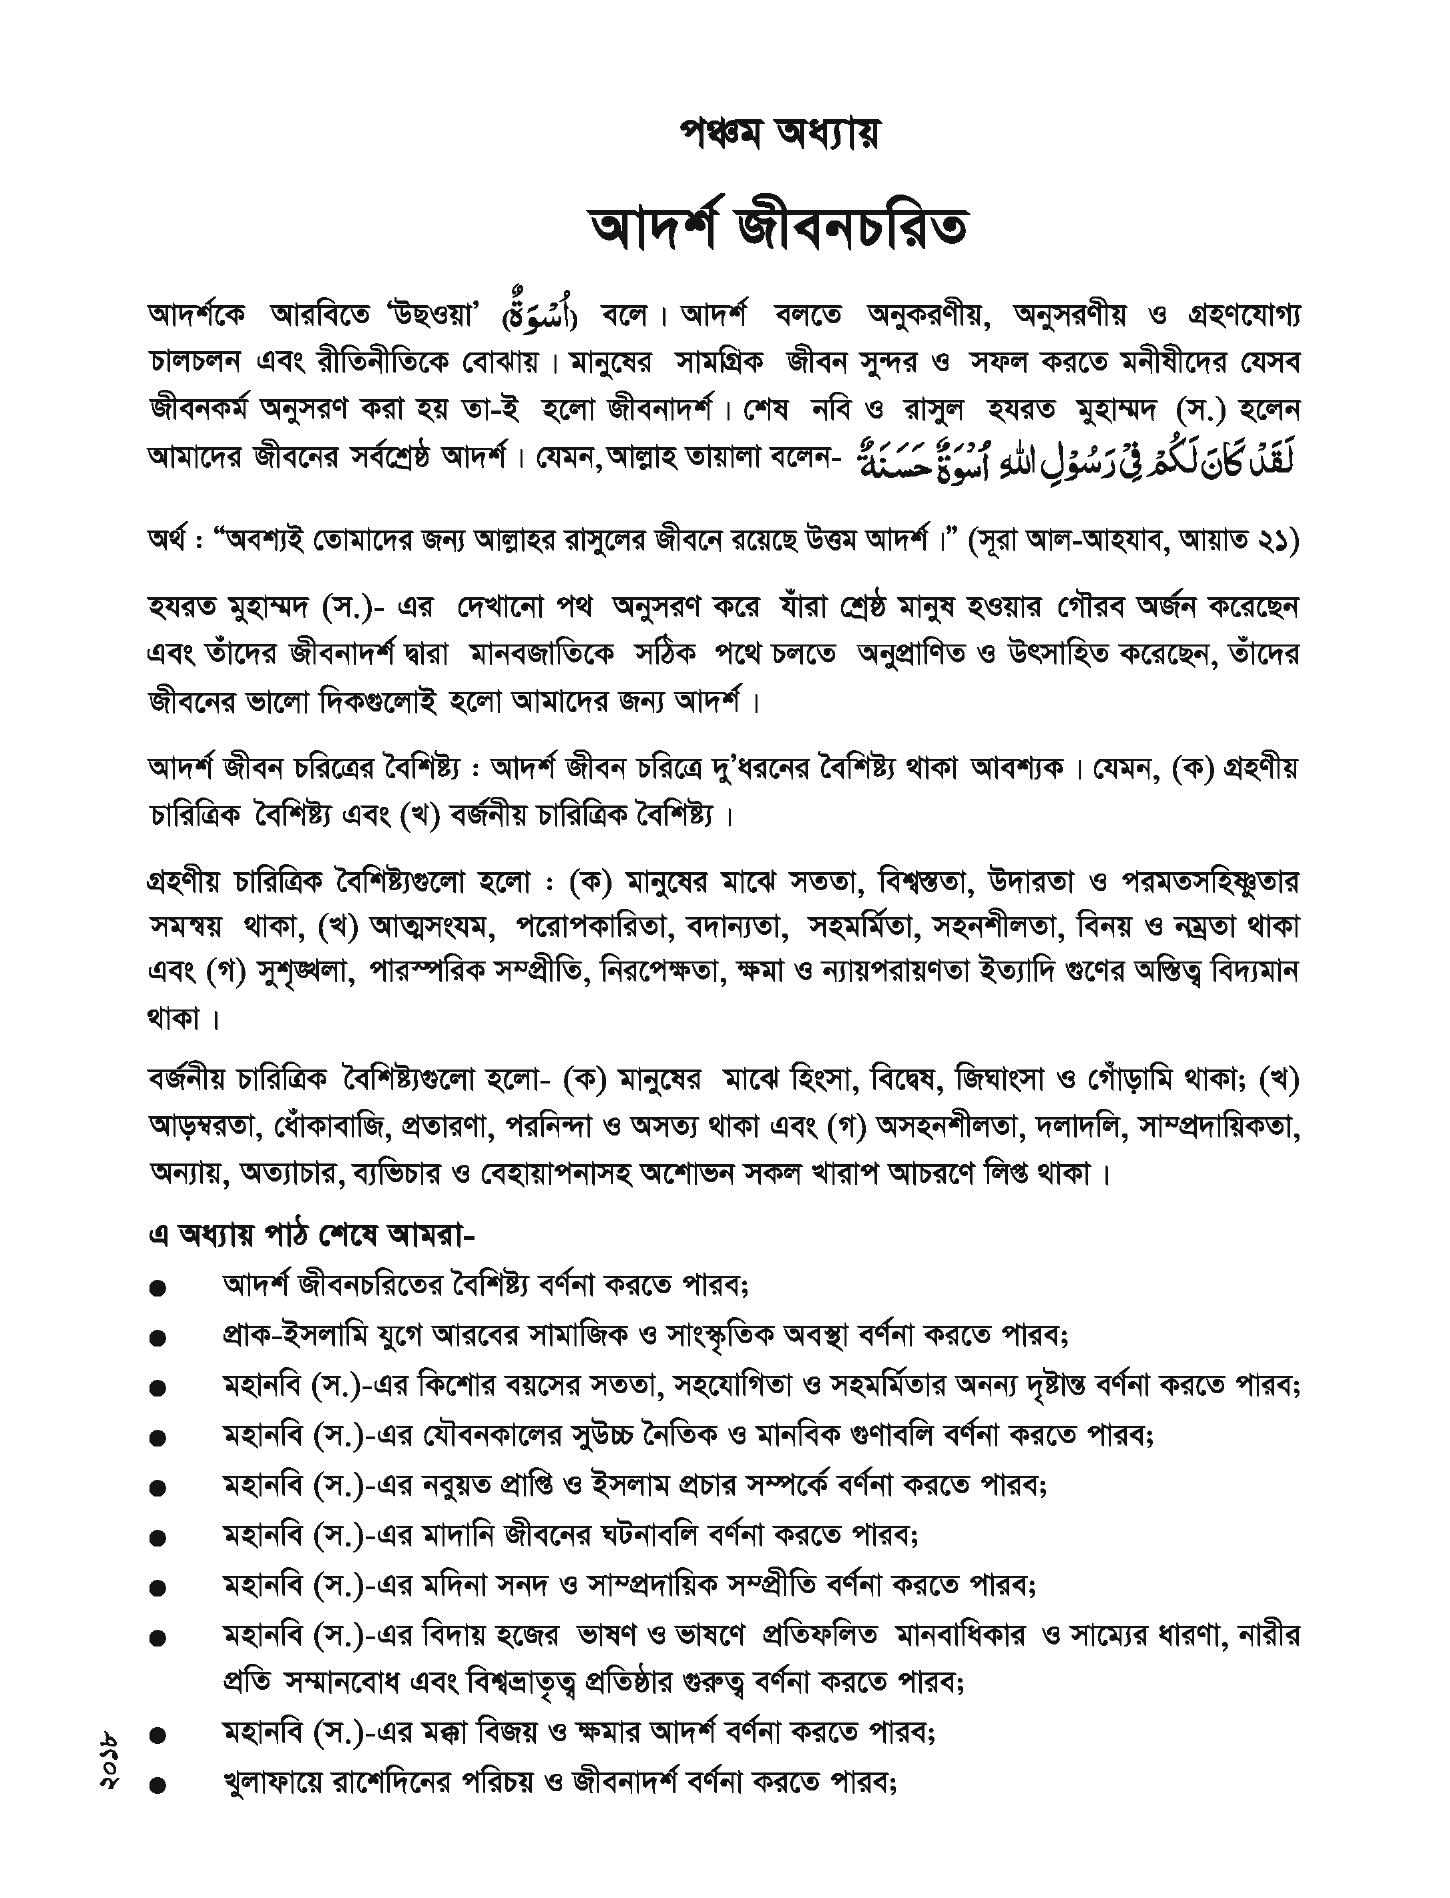 পঞ্চম অধ্যায়
আদর্শ জীবনচরিত
আদর্শকে আরবিতে ‘উছওয়া’ (اُسْوَةٌ) বলে। আদর্শ বলতে অনুকরণীয়, অনুসরণীয় ও গ্রহণযোগ্য
চালচলন এবং রীতিনীতিকে বোঝায়। মানুষের সামগ্রিক জীবন সুন্দর ও সফল করতে মনীষীদের যেসব
জীবনকর্ম অনুসরণ করা হয় তা-ই হলো জীবনাদর্শ। শেষ নবি ও রাসুল হযরত মুহাম্মদ (স.) হলেন
আমাদের জীবনের সর্বশ্রেষ্ঠ আদর্শ। যেমন, আল্লাহ তায়ালা বলেন- لَقَدْ كَانَ لَكُمْ فِيْ رَسُوْلِ اللهِ اُسْوَةٌ حَسَنَةٌ
অর্থ : “অবশ্যই তোমাদের জন্য আল্লাহর রাসুলের জীবনে রয়েছে উত্তম আদর্শ।” (সূরা আল-আহযাব, আয়াত ২১)
হযরত মুহাম্মদ (স.)- এর দেখানো পথ অনুসরণ করে যাঁরা শ্রেষ্ঠ মানুষ হওয়ার গৌরব অর্জন করেছেন
এবং তাঁদের জীবনাদর্শ দ্বারা মানবজাতিকে সঠিক পথে চলতে অনুপ্রাণিত ও উৎসাহিত করেছেন, তাঁদের
জীবনের ভালো দিকগুলোই হলো আমাদের জন্য আদর্শ।
আদর্শ জীবন চরিত্রের বৈশিষ্ট্য : আদর্শ জীবন চরিত্রে দু’ধরনের বৈশিষ্ট্য থাকা আবশ্যক। যেমন, (ক) গ্রহণীয়
চারিত্রিক বৈশিষ্ট্য এবং (খ) বর্জনীয় চারিত্রিক বৈশিষ্ট্য।
গ্রহণীয় চারিত্রিক বৈশিষ্ট্যগুলো হলো : (ক) মানুষের মাঝে সততা, বিশ্বস্ততা, উদারতা ও পরমতসহিষ্ণুতার
সমন্বয় থাকা, (খ) আত্মসংযম, পরোপকারিতা, বদান্যতা, সহমর্মিতা, সহনশীলতা, বিনয় ও নম্রতা থাকা
এবং (গ) সুশৃঙ্খলা, পারস্পরিক সম্প্রীতি, নিরপেক্ষতা, ক্ষমা ও ন্যায়পরায়ণতা ইত্যাদি গুণের অস্তিত্ব বিদ্যমান
থাকা।
বর্জনীয় চারিত্রিক বৈশিষ্ট্যগুলো হলো- (ক) মানুষের মাঝে হিংসা, বিদ্বেষ, জিঘাংসা ও গোঁড়ামি থাকা; (খ)
আড়ম্বরতা, ধোঁকাবাজি, প্রতারণা, পরনিন্দা ও অসত্য থাকা এবং (গ) অসহনশীলতা, দলাদলি, সাম্প্রদায়িকতা,
অন্যায়, অত্যাচার, ব্যভিচার ও বেহায়াপনাসহ অশোভন সকল খারাপ আচরণে লিপ্ত থাকা।
এ অধ্যায় পাঠ শেষে আমরা-
● আদর্শ জীবনচরিতের বৈশিষ্ট্য বর্ণনা করতে পারব;
● প্রাক-ইসলামি যুগে আরবের সামাজিক ও সাংস্কৃতিক অবস্থা বর্ণনা করতে পারব;
● মহানবি (স.)-এর কিশোর বয়সের সততা, সহযোগিতা ও সহমর্মিতার অনন্য দৃষ্টান্ত বর্ণনা করতে পারব;
● মহানবি (স.)-এর যৌবনকালের সুউচ্চ নৈতিক ও মানবিক গুণাবলি বর্ণনা করতে পারব;
● মহানবি (স.)-এর নবুয়ত প্রাপ্তি ও ইসলাম প্রচার সম্পর্কে বর্ণনা করতে পারব;
● মহানবি (স.)-এর মাদানি জীবনের ঘটনাবলি বর্ণনা করতে পারব;
● মহানবি (স.)-এর মদিনা সনদ ও সাম্প্রদায়িক সম্প্রীতি বর্ণনা করতে পারব;
● মহানবি (স.)-এর বিদায় হজের ভাষণ ও ভাষণে প্রতিফলিত মানবাধিকার ও সাম্যের ধারণা, নারীর
প্রতি সম্মানবোধ এবং বিশ্বভ্রাতৃত্ব প্রতিষ্ঠার গুরুত্ব বর্ণনা করতে পারব;
● মহানবি (স.)-এর মক্কা বিজয় ও ক্ষমার আদর্শ বর্ণনা করতে পারব;
● খুলাফায়ে রাশেদিনের পরিচয় ও জীবনাদর্শ বর্ণনা করতে পারব;
২০১৮